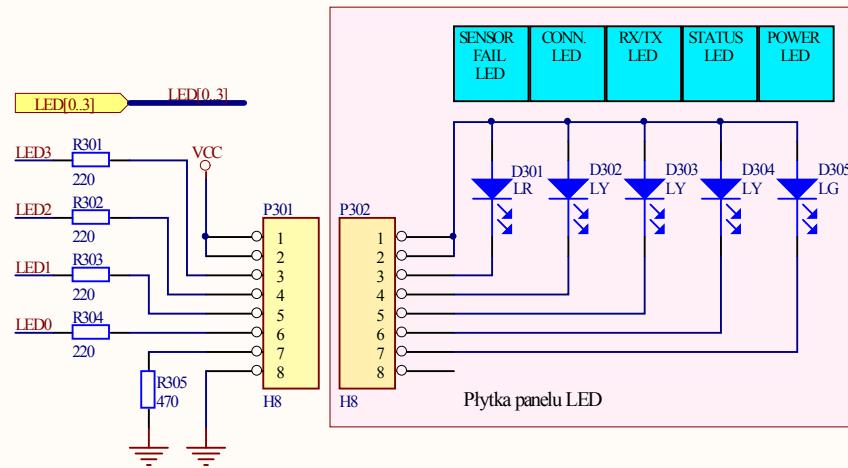 SENSOR
FAIL
LED
CONN.
LED
RX/TX
LED
STATUS
LED
POWER
LED
LED[0..3]
LED[0..3]
LED3
R301
220
LED2
R302
220
LED1
R303
220
LED0
R304
220
R305
470
VCC
P301
1
2
3
4
5
6
7
8
H8
P302
1
2
3
4
5
6
7
8
H8
D301
LR
D302
LY
D303
LY
D304
LY
D305
LG
Płytka panelu LED